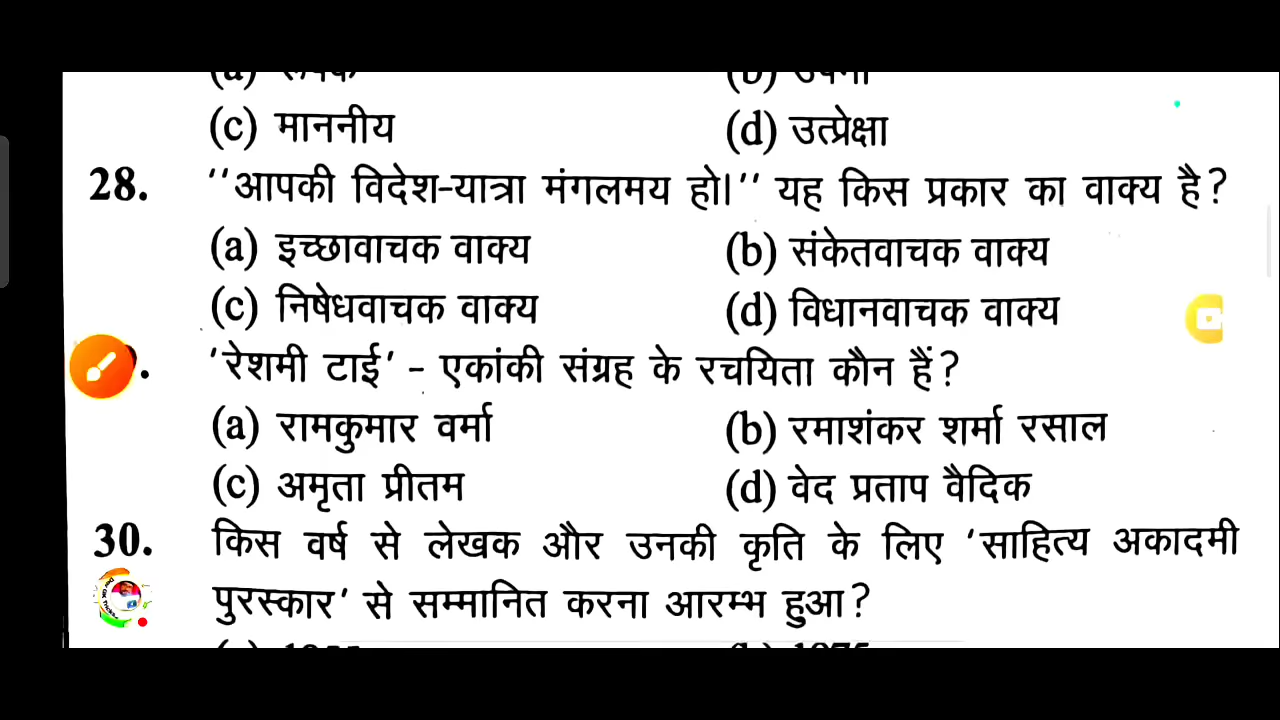 (c) माननीय (d) उत्प्रेक्षा
28. ''आपकी विदेश-यात्रा मंगलमय हो।'' यह किस प्रकार का वाक्य है?
(a) इच्छावाचक वाक्य (b) संकेतवाचक वाक्य
(c) निषेधवाचक वाक्य (d) विधानवाचक वाक्य
'रेशमी टाई' - एकांकी संग्रह के रचयिता कौन हैं?
(a) रामकुमार वर्मा (b) रमाशंकर शर्मा रसाल
(c) अमृता प्रीतम (d) वेद प्रताप वैदिक
30. किस वर्ष से लेखक और उनकी कृति के लिए 'साहित्य अकादमी
पुरस्कार' से सम्मानित करना आरम्भ हुआ?